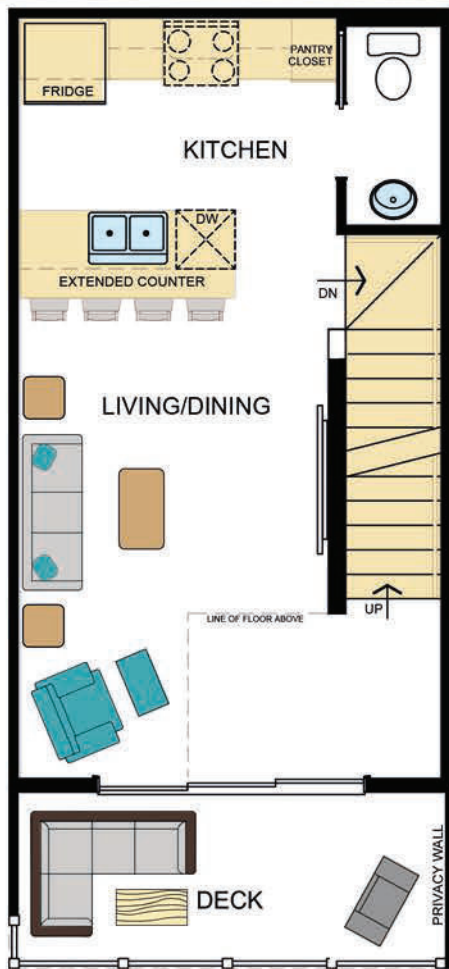 PANTRY
CLOSET
FRIDGE
KITCHEN
DW
EXTENDED COUNTER
DN
LIVING/DINING
UP
LINE OF FLOOR ABOVE
DECK
PRIVACY WALL